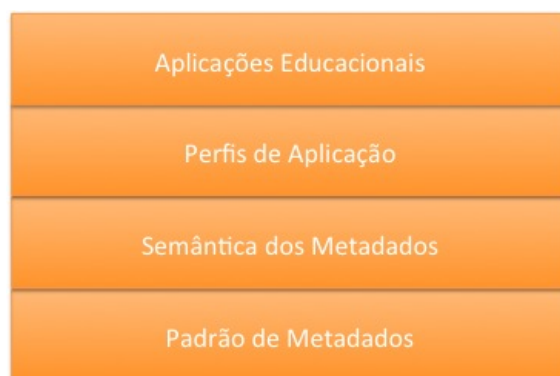 Aplicações Educacionais
Perfis de Aplicação
Semântica dos Metadados
Padrão de Metadados